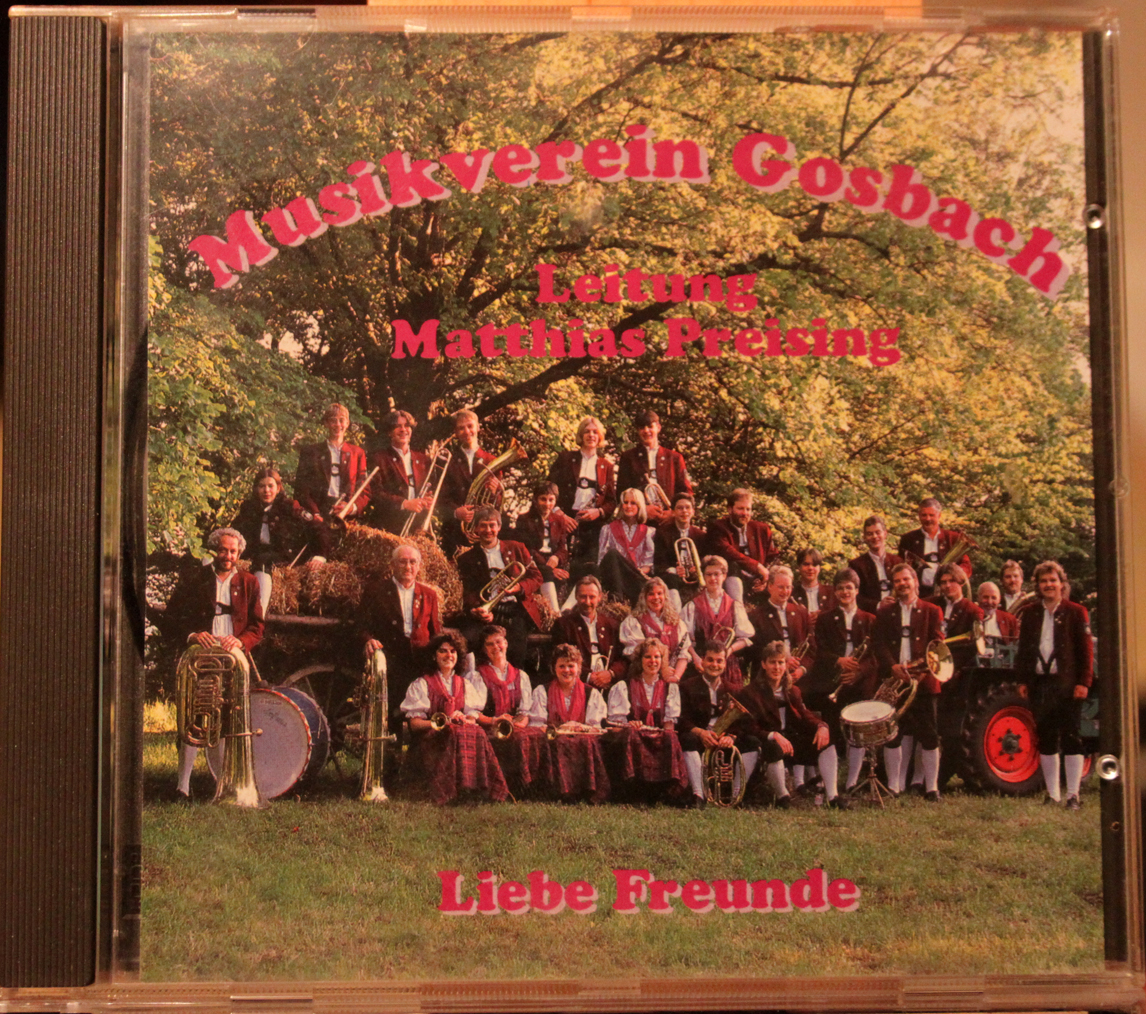 Musikverein Gosbach
Leitung
Matthias Preising
Liebe Freunde